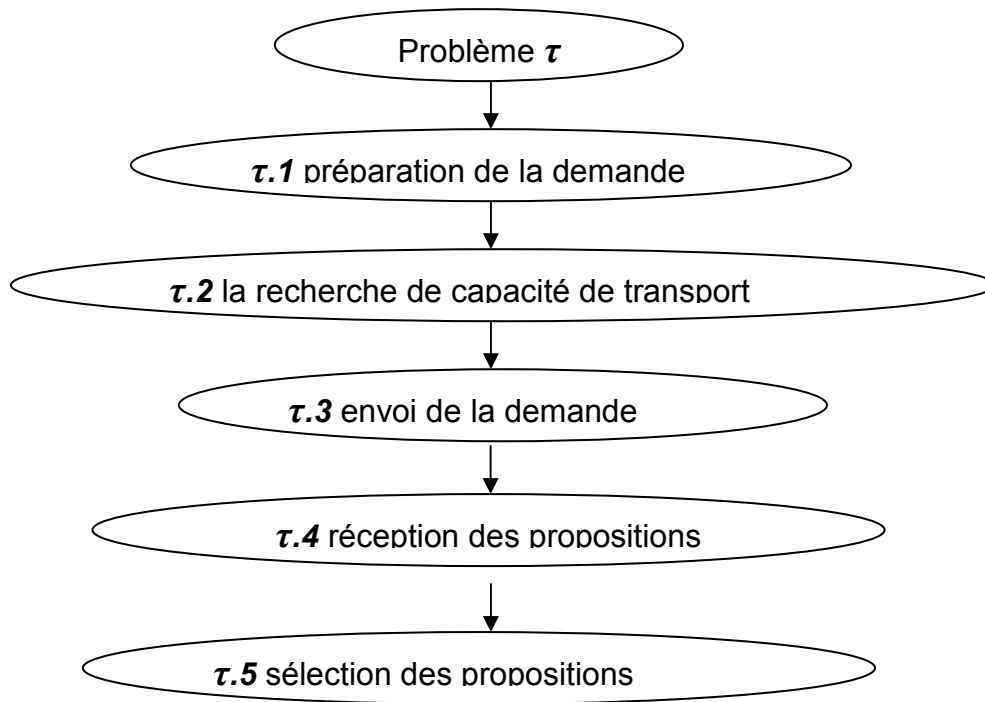 Problème τ
τ.1 préparation de la demande
τ.2 la recherche de capacité de transport
τ.3 envoi de la demande
τ.4 réception des propositions
τ.5 sélection des propositions